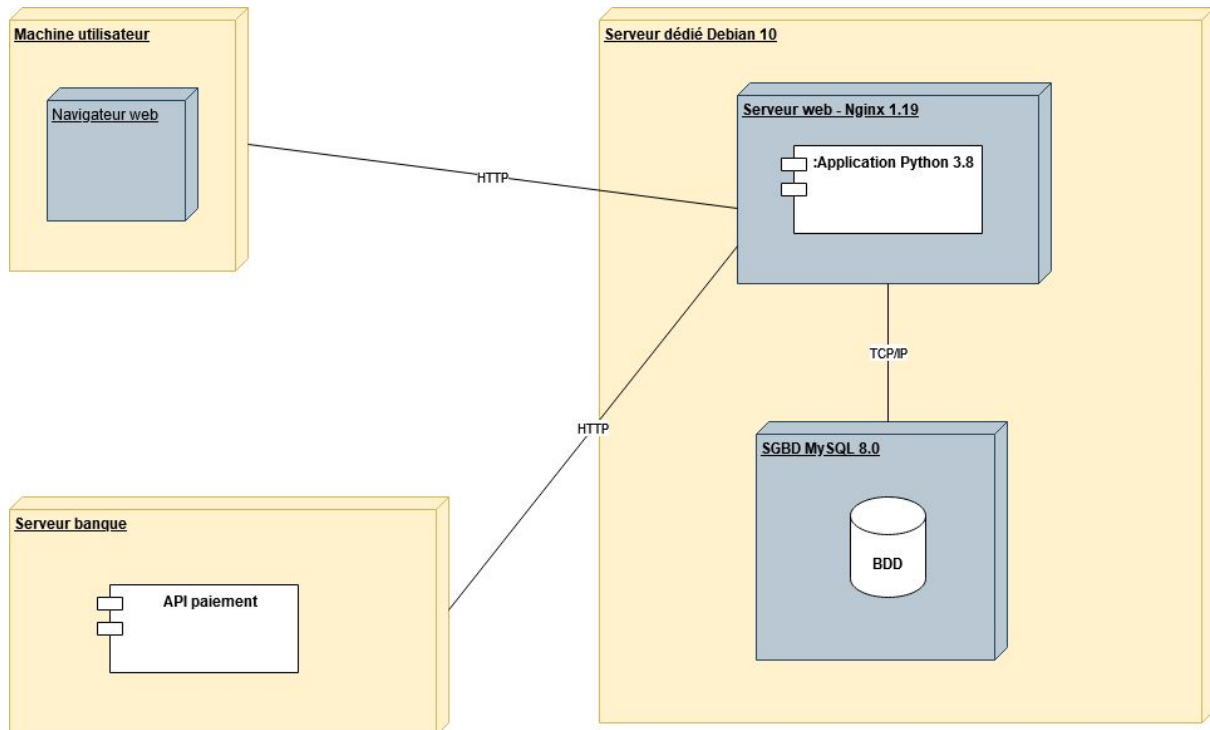 Machine utilisateur
Navigateur web
HTTP
Serveur dédié Debian 10
Serveur web - Nginx 1.19
:Application Python 3.8
TCP/IP
HTTP
SGBD MySQL 8.0
BDD
Serveur banque
API paiement